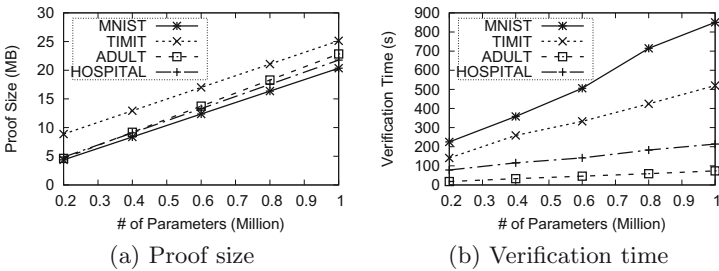 Proof Size (MB)
30
25
20
15
10
5
0
MNIST
TIMIT
ADULT
HOSPITAL
0.2 0.3 0.4 0.5 0.6 0.7 0.8 0.9 1
# of Parameters (Million)
(a) Proof size
Verification Time (s)
900
800
700
600
500
400
300
200
100
0
MNIST
TIMIT
ADULT
HOSPITAL
0.2 0.3 0.4 0.5 0.6 0.7 0.8 0.9 1
# of Parameters (Million)
(b) Verification time